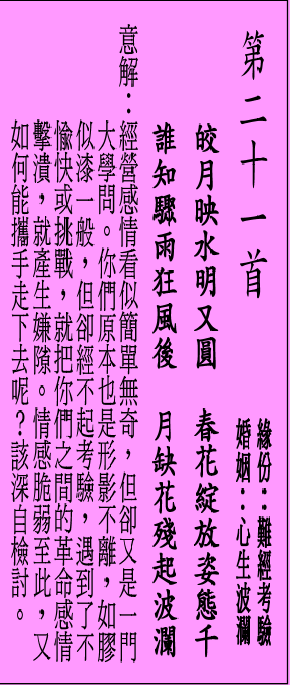 第二十一首
緣份：難經考驗
婚姻：心生波瀾
皎月映水明又圓　春花綻放姿態千
誰知驟雨狂風後　月缺花殘起波瀾
意解：經營感情看似簡單無奇，但卻又是一門
大學問。你們原本也是形影不離，如膠
似漆一般，但卻經不起考驗，遇到了不
愉快或挑戰，就把你們之間的革命感情
擊潰，就產生嫌隙。情感脆弱至此，又
如何能攜手走下去呢？該深自檢討。